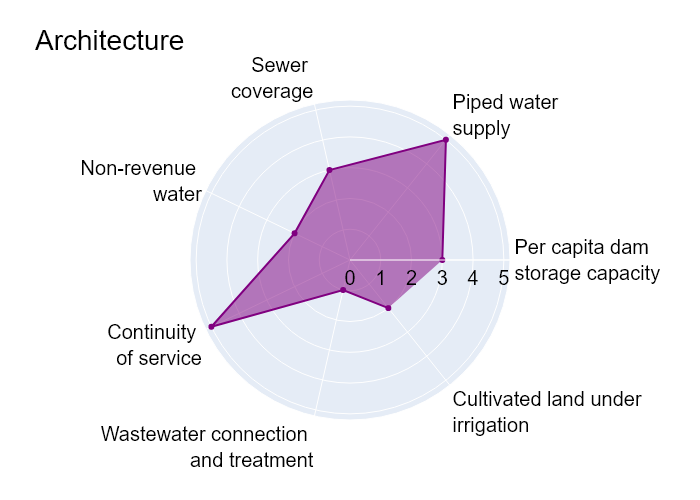 Architecture
Sewer
coverage
Piped water
supply
Non-revenue
water
Per capita dam
storage capacity
0 1 2 3 4 5
Continuity
of service
Cultivated land under
irrigation
Wastewater connection
and treatment